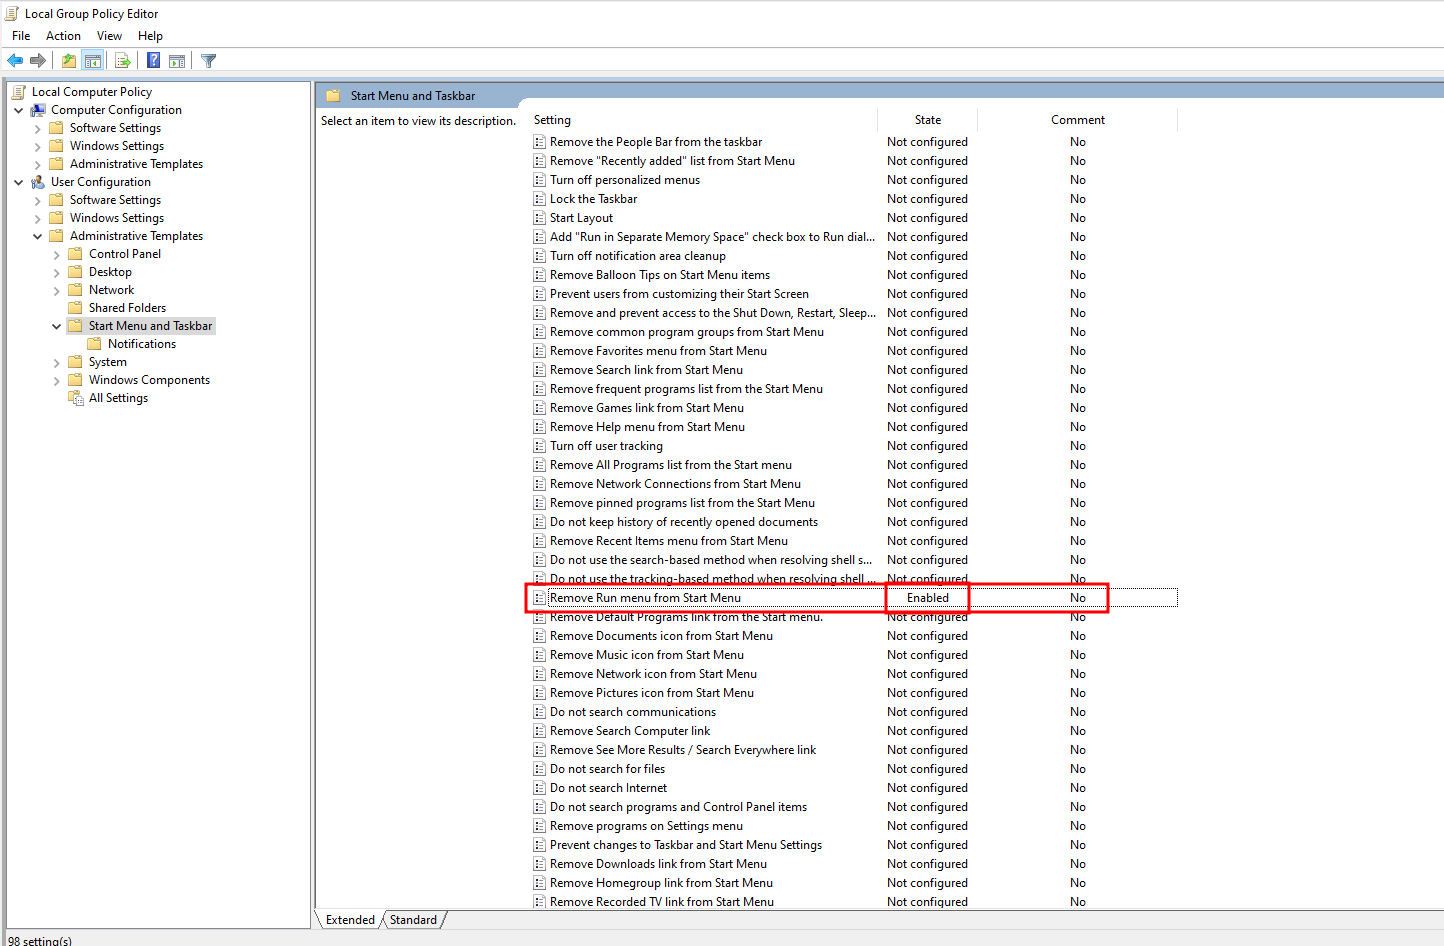 Local Group Policy Editor
File Action View Help
Local Computer Policy
Computer Configuration
Software Settings
Windows Settings
Administrative Templates
User Configuration
Software Settings
Windows Settings
Administrative Templates
Control Panel
Desktop
Network
Shared Folders
Start Menu and Taskbar
Notifications
System
Windows Components
All Settings
Start Menu and Taskbar
Select an item to view its description.
Setting State Comment
Remove the People Bar from the taskbar Not configured No
Remove "Recently added" list from Start Menu Not configured No
Turn off personalized menus Not configured No
Lock the Taskbar Not configured No
Start Layout Not configured No
Add "Run in Separate Memory Space" check box to Run dial... Not configured No
Turn off notification area cleanup Not configured No
Remove Balloon Tips on Start Menu items Not configured No
Prevent users from customizing their Start Screen Not configured No
Remove and prevent access to the Shut Down, Restart, Sleep... Not configured No
Remove common program groups from Start Menu Not configured No
Remove Favorites menu from Start Menu Not configured No
Remove Search link from Start Menu Not configured No
Remove frequent programs list from the Start Menu Not configured No
Remove Games link from Start Menu Not configured No
Remove Help menu from Start Menu Not configured No
Turn off user tracking Not configured No
Remove All Programs list from the Start menu Not configured No
Remove Network Connections from Start Menu Not configured No
Remove pinned programs list from the Start Menu Not configured No
Do not keep history of recently opened documents Not configured No
Remove Recent Items menu from Start Menu Not configured No
Do not use the search-based method when resolving shell s... Not configured No
Do not use the tracking-based method when resolving shell ... Not configured No
Remove Run menu from Start Menu Enabled No
Remove Default Programs link from the Start menu. Not configured No
Remove Documents icon from Start Menu Not configured No
Remove Music icon from Start Menu Not configured No
Remove Network icon from Start Menu Not configured No
Remove Pictures icon from Start Menu Not configured No
Do not search communications Not configured No
Remove Search Computer link Not configured No
Remove See More Results / Search Everywhere link Not configured No
Do not search for files Not configured No
Do not search Internet Not configured No
Do not search programs and Control Panel items Not configured No
Remove programs on Settings menu Not configured No
Prevent changes to Taskbar and Start Menu Settings Not configured No
Remove Downloads link from Start Menu Not configured No
Remove Homegroup link from Start Menu Not configured No
Remove Recorded TV link from Start Menu Not configured No
Extended Standard
98 setting(s)